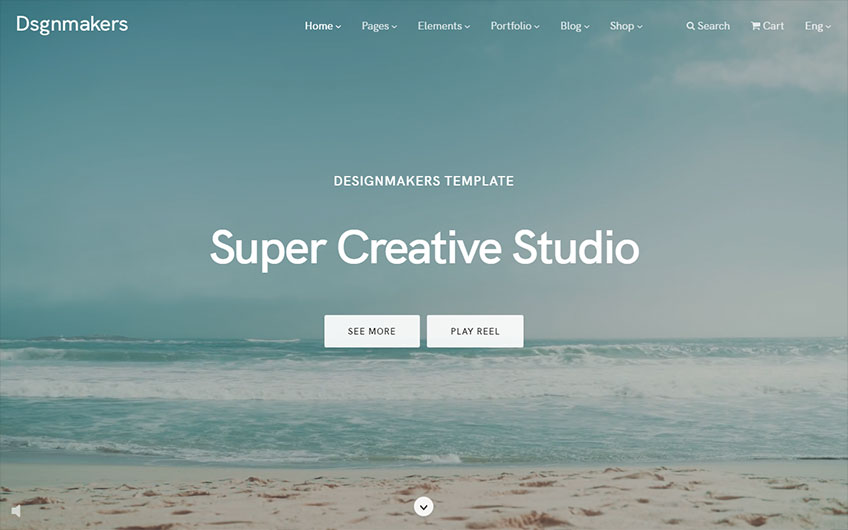 Dsgnmakers
Home Pages Elements Portfolio Blog Shop Search Cart Eng
DESIGNMAKERS TEMPLATE
Super Creative Studio
SEE MORE PLAY REEL